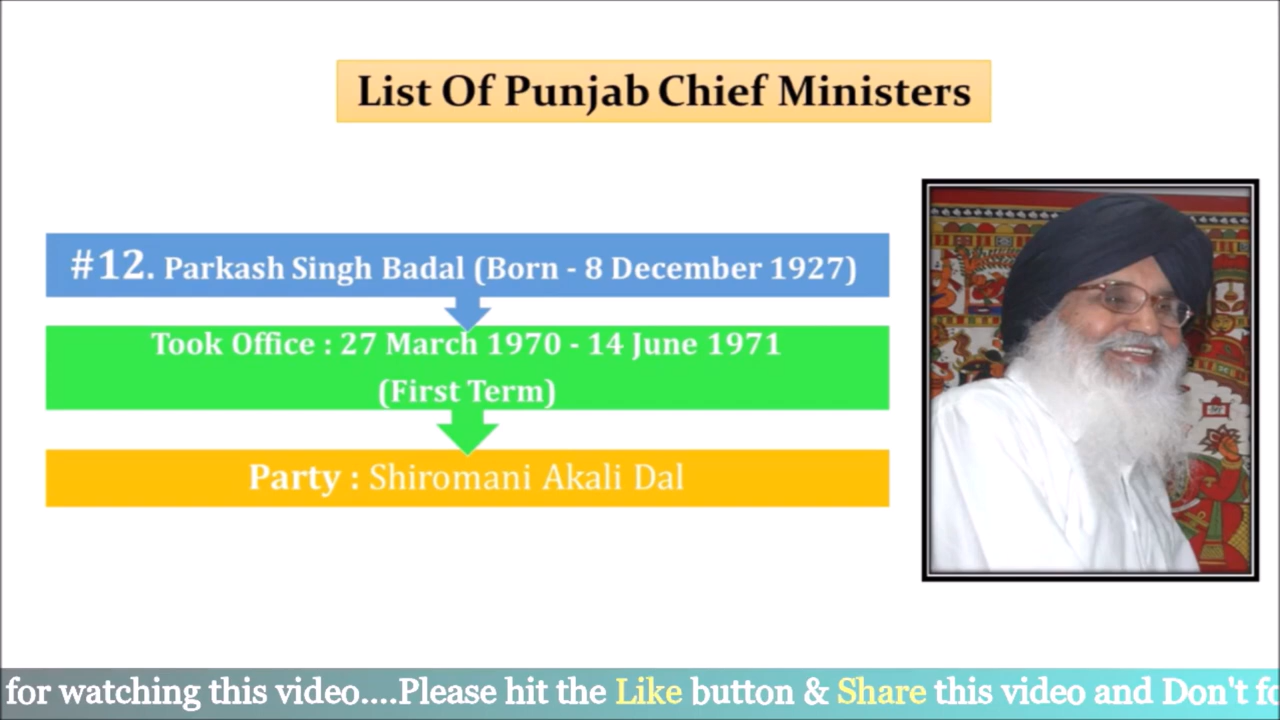 List Of Punjab Chief Ministers
#12. Parkash Singh Badal (Born - 8 December 1927)
Took Office : 27 March 1970 - 14 June 1971
(First Term)
Party : Shiromani Akali Dal
for watching this video....Please hit the Like button & Share this video and Don't